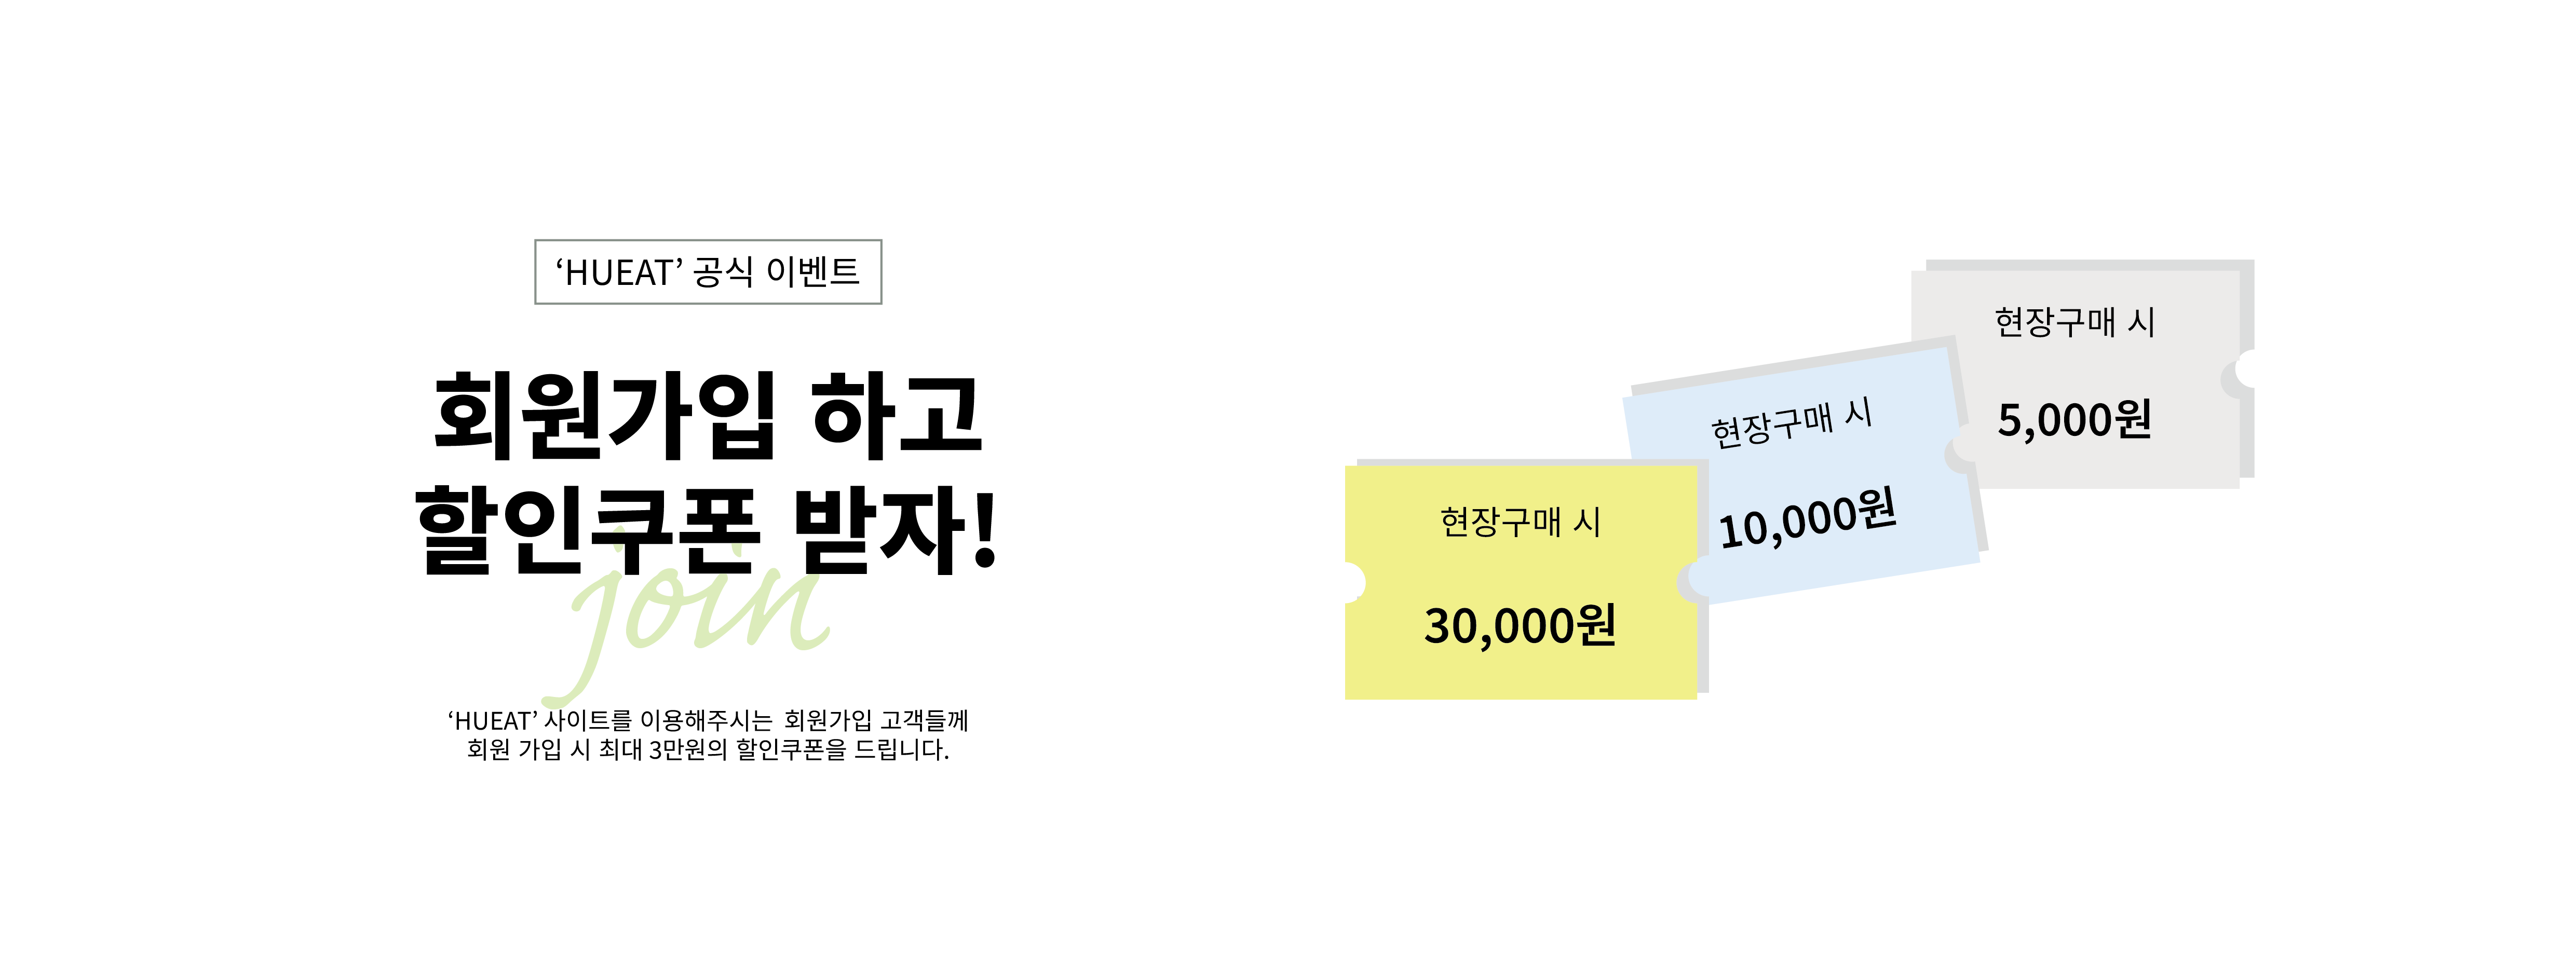 ‘HUEAT’ 공식 이벤트
회원가입 하고
할인쿠폰 받자!
join
‘HUEAT’ 사이트를 이용해주시는 회원가입 고객들께
회원 가입 시 최대 3만원의 할인쿠폰을 드립니다.
현장구매 시
30,000원
현장구매 시
10,000원
현장구매 시
5,000원